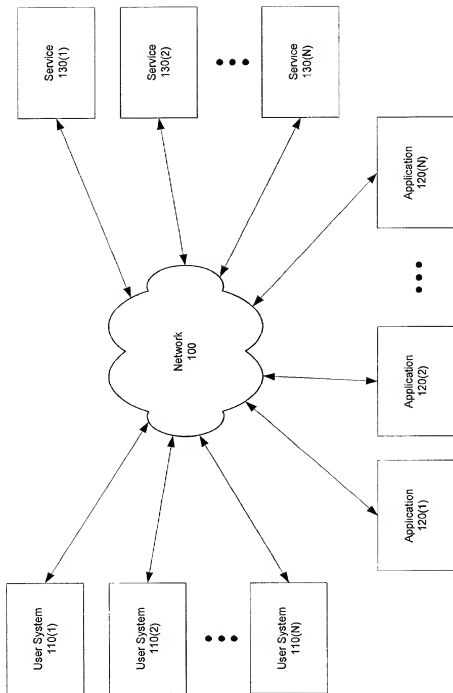 Service
130(1)
Service
130(2)
Service
130(N)
Network
100
Application
120(N)
Application
120(2)
Application
120(1)
User System
110(1)
User System
110(2)
User System
110(N)